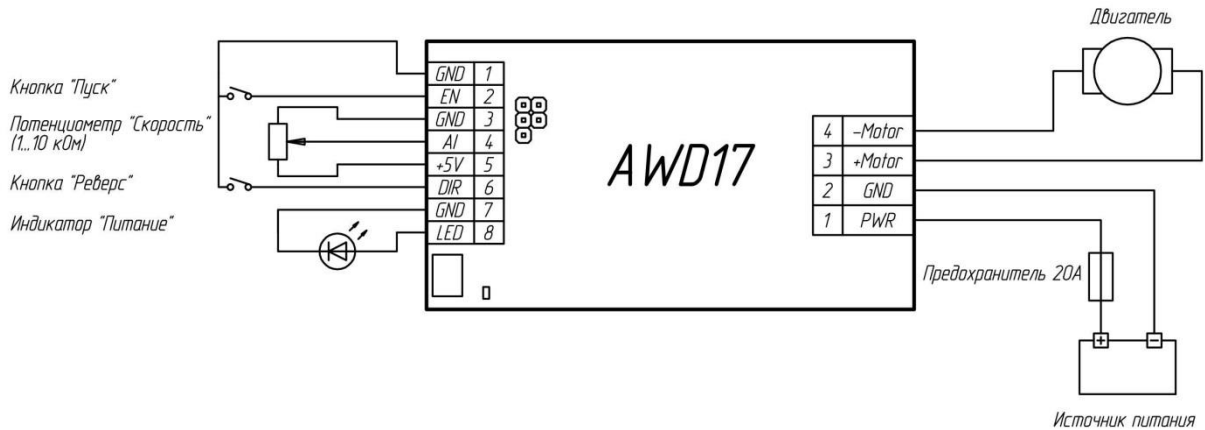 Двигатель
Кнопка "Пуск"
Потенциометр "Скорость"
(1...10 кОм)
Кнопка "Реверс"
Индикатор "Питание"
GND 1
EN 2
GND 3
AI 4
+5V 5
DIR 6
GND 7
LED 8
AWD17
4 -Motor
3 +Motor
2 GND
1 PWR
Предохранитель 20А
+ −
Источник питания